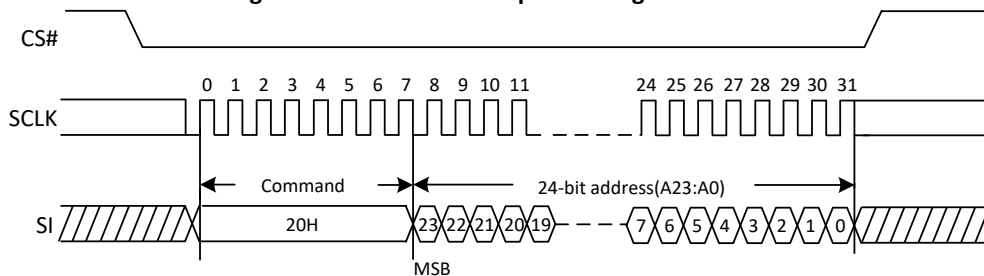 CS#
0 1 2 3 4 5 6 7 8 9 10 11 24 25 26 27 28 29 30 31
SCLK
Command 24-bit address(A23:A0)
SI 20H 23 22 21 20 19 7 6 5 4 3 2 1 0
MSB